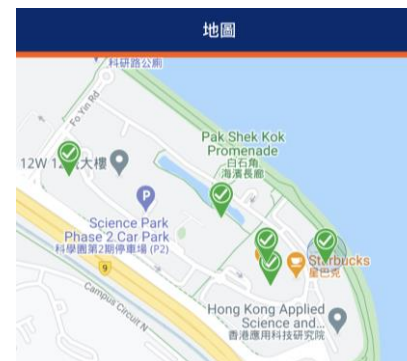 地圖
科研路公廁
Fo Yin Rd
Pak Shek Kok
Promenade
白石角
海濱長廊
12W 1
大樓
P
Science Park
Phase 2 Car Park
科學園第2期停車場 (P2)
9
Starbucks
星巴克
Campus Circuit N
Hong Kong Applied
Science and...
香港應用科技研究院